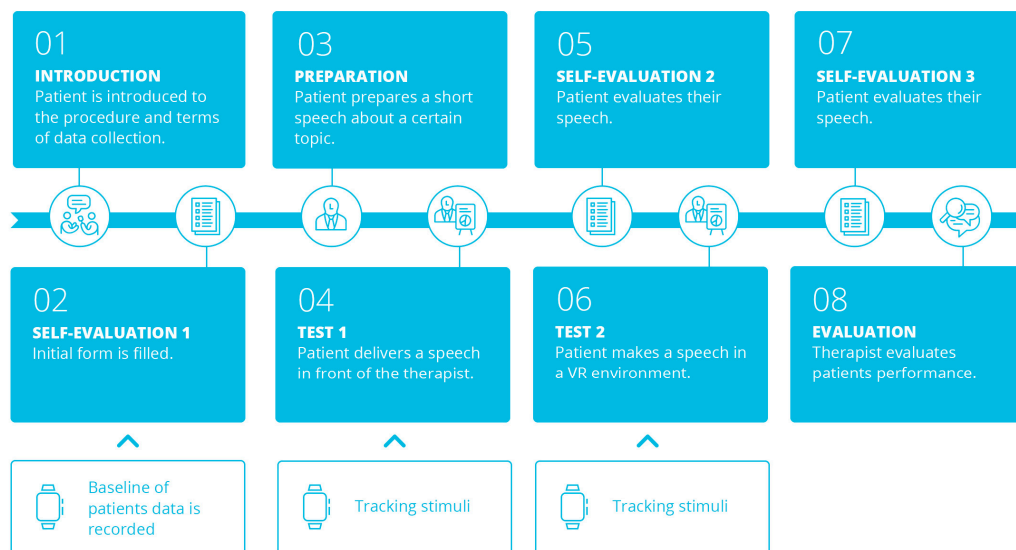 01
INTRODUCTION
Patient is introduced to
the procedure and terms
of data collection.
03
PREPARATION
Patient prepares a short
speech about a certain
topic.
05
SELF-EVALUATION 2
Patient evaluates their
speech.
07
SELF-EVALUATION 3
Patient evaluates their
speech.
02
SELF-EVALUATION 1
Initial form is filled.
04
TEST 1
Patient delivers a speech
in front of the therapist.
06
TEST 2
Patient makes a speech in
a VR environment.
08
EVALUATION
Therapist evaluates
patients performance.
Baseline of
patients data is
recorded
Tracking stimuli
Tracking stimuli